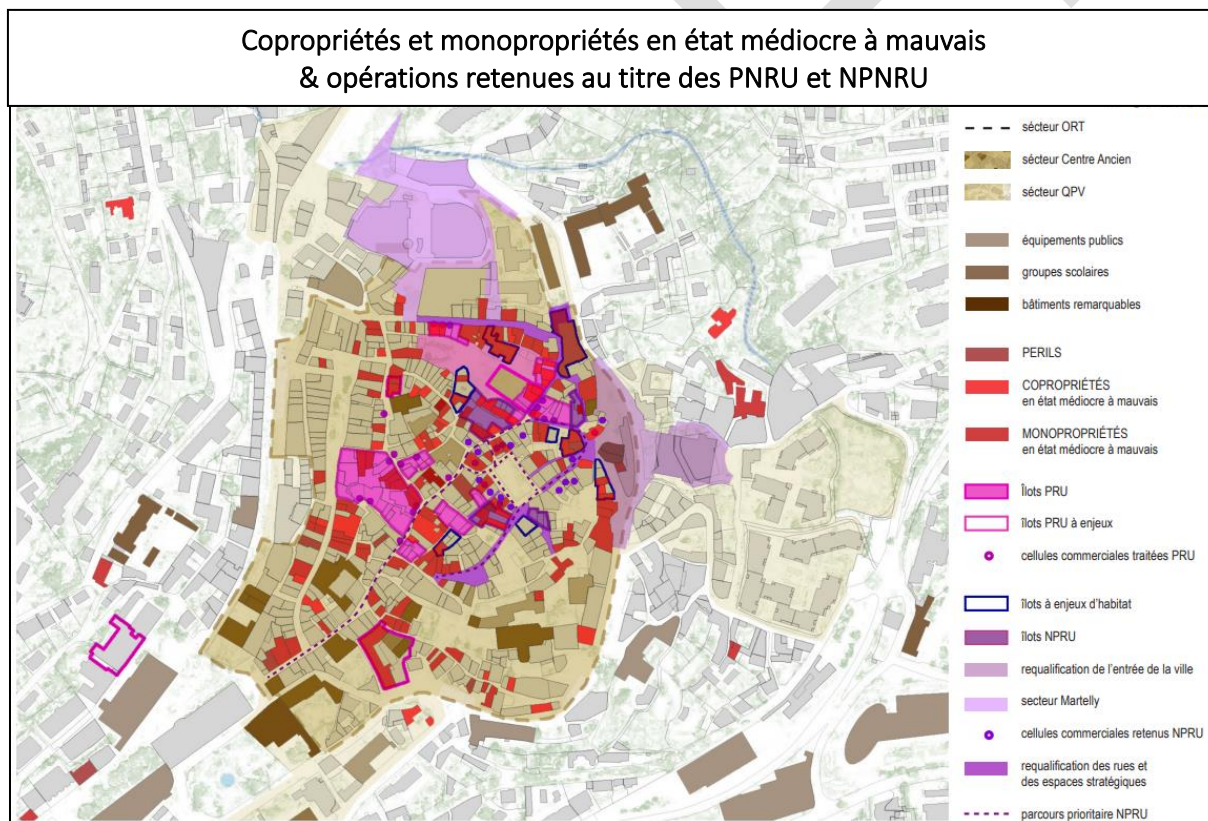 Copropriétés et monopropriétés en état médiocre à mauvais
& opérations retenues au titre des PNRU et NPNRU
sécteur ORT
sécteur Centre Ancien
sécteur QPV
équipements publics
groupes scolaires
bâtiments remarquables
PERILS
COPROPRIÉTÉS
en état médiocre à mauvais
MONOPROPRIÉTÉS
en état médiocre à mauvais
Îlots PRU
îlots PRU à enjeux
cellules commerciales traitées PRU
îlots à enjeux d'habitat
îlots NPRU
requalification de l'entrée de la ville
secteur Martelly
cellules commerciales retenus NPRU
requalification des rues et
des espaces stratégiques
parcours prioritaire NPRU